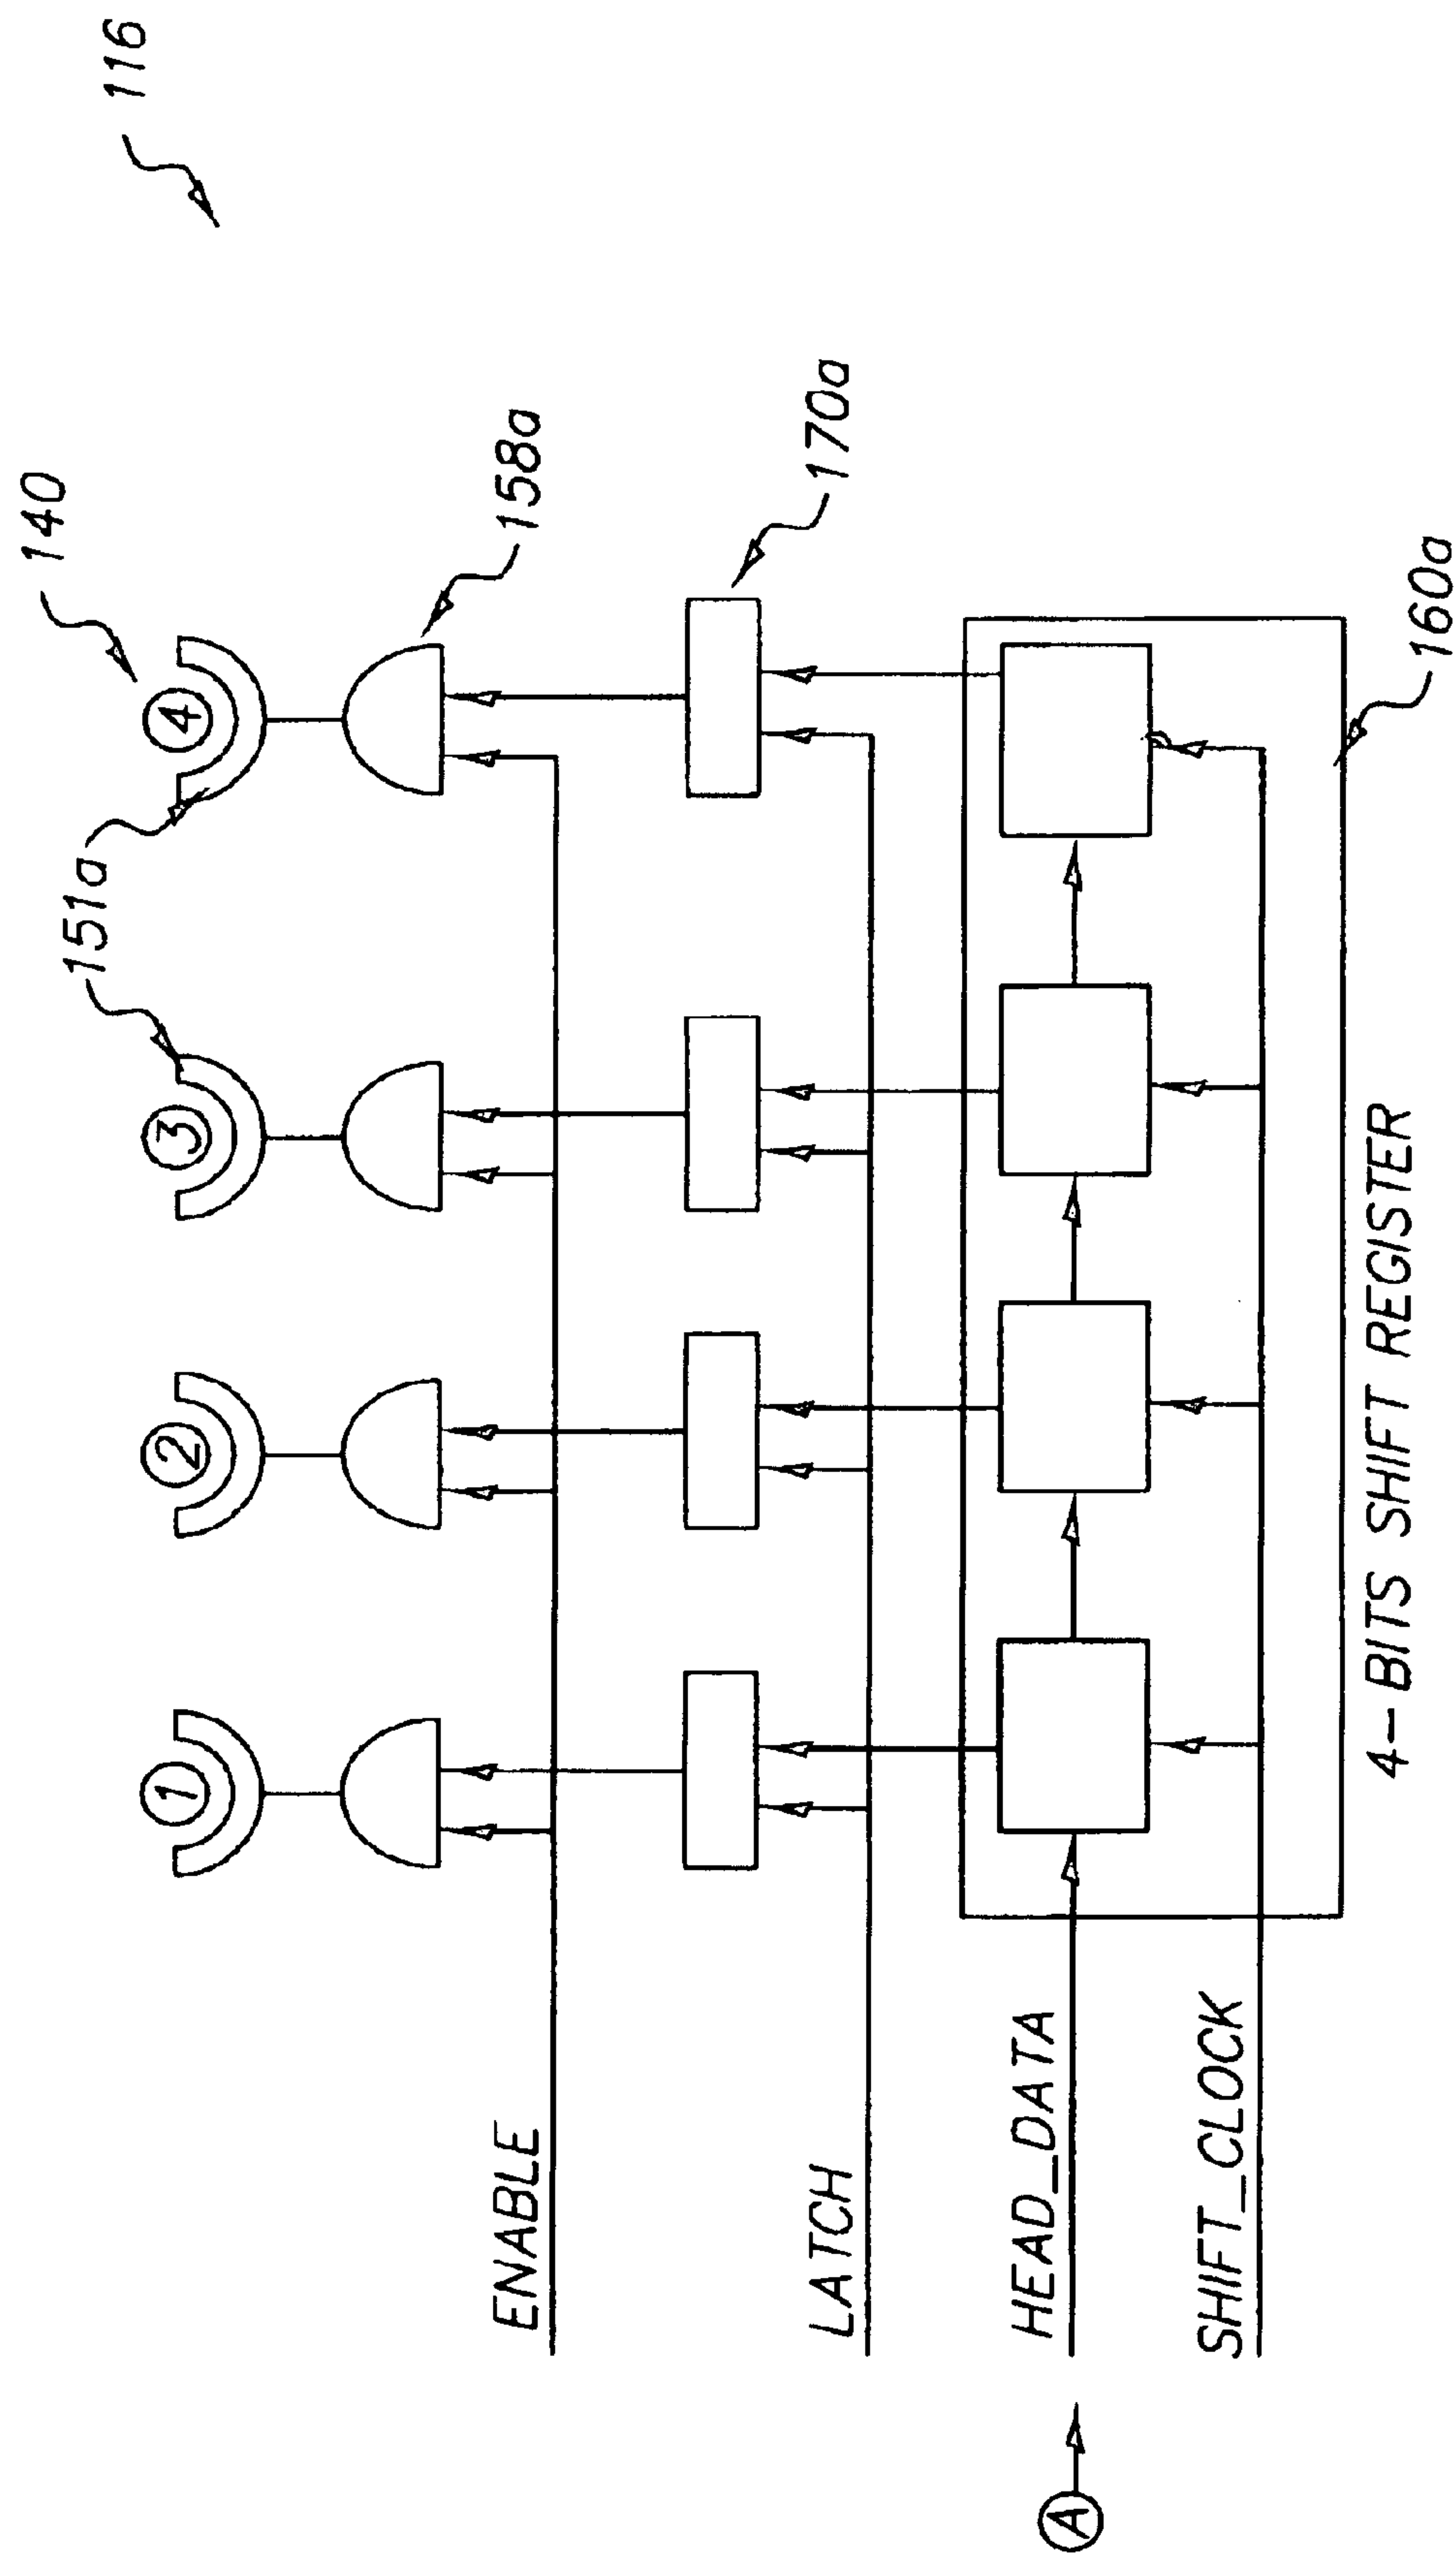 116
140
151a
4
3
2
1
158a
ENABLE
170a
LATCH
A
HEAD_DATA
SHIFT_CLOCK
160a
4-BITS SHIFT REGISTER